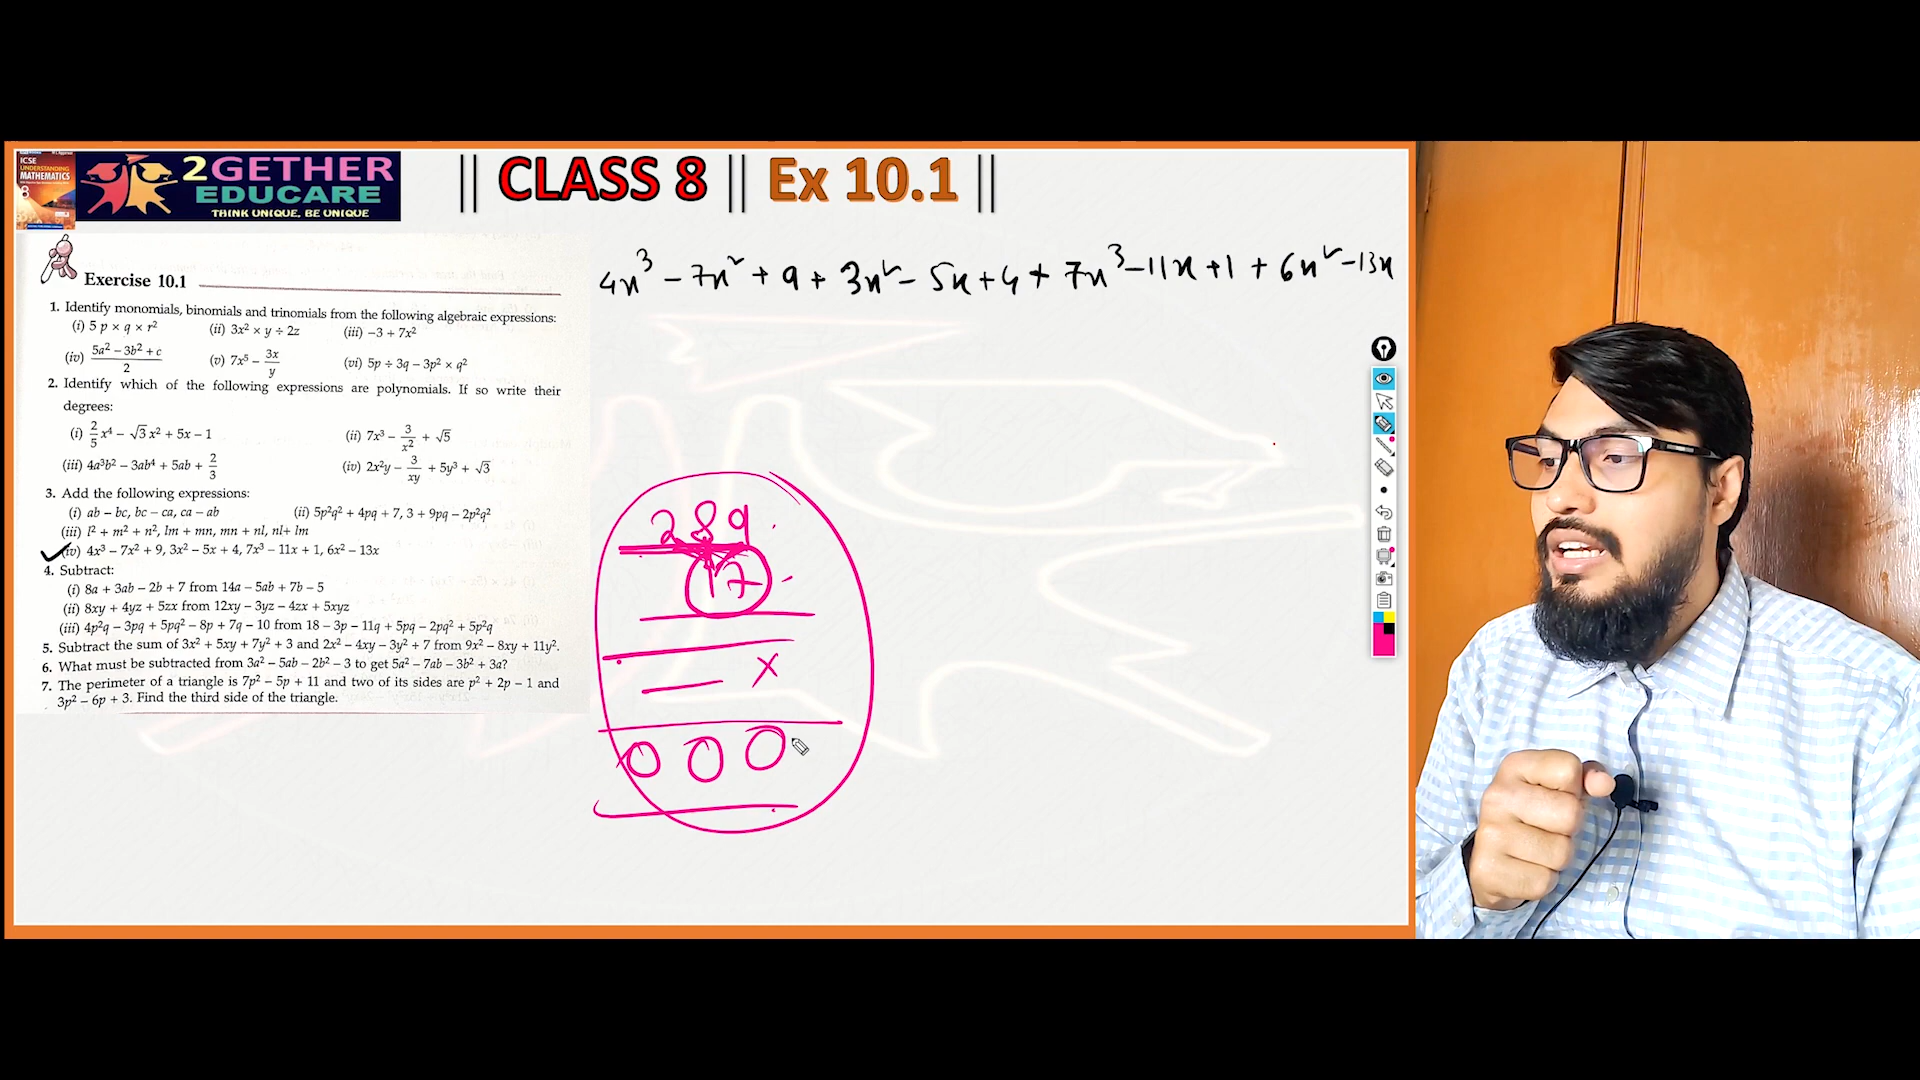 ICSE
UNDERSTANDING
MATHEMATICS
8
2GETHER
EDUCARE
THINK UNIQUE, BE UNIQUE
|| CLASS 8 || Ex 10.1 ||
4x³ − 7x² + 9 + 3x² − 5x + 4 + 7x³ − 11x + 1 + 6x² − 13x
Exercise 10.1
1. Identify monomials, binomials and trinomials from the following algebraic expressions:
(i) 5 p × q × r² (ii) 3x² × y ÷ 2z (iii) −3 + 7x²
(iv) (5a² − 3b² + c)/2 (v) 7x⁵ − 3x/y (vi) 5p ÷ 3q − 3p² × q²
2. Identify which of the following expressions are polynomials. If so write their
degrees:
(i) 2/5 x⁴ − √3 x² + 5x − 1 (ii) 7x³ − 3/x² + √5
(iii) 4a³b² − 3ab⁴ + 5ab + 2/3 (iv) 2x²y − 3/xy + 5y³ + √3
3. Add the following expressions:
(i) ab − bc, bc − ca, ca − ab (ii) 5p²q² + 4pq + 7, 3 + 9pq − 2p²q²
(iii) l² + m² + n², lm + mn, mn + nl, nl + lm
(iv) 4x³ − 7x² + 9, 3x² − 5x + 4, 7x³ − 11x + 1, 6x² − 13x
4. Subtract:
(i) 8a + 3ab − 2b + 7 from 14a − 5ab + 7b − 5
(ii) 8xy + 4yz + 5zx from 12xy − 3yz − 4zx + 5xyz
(iii) 4p²q − 3pq + 5pq² − 8p + 7q − 10 from 18 − 3p − 11q + 5pq − 2pq² + 5p²q
5. Subtract the sum of 3x² + 5xy + 7y² + 3 and 2x² − 4xy − 3y² + 7 from 9x² − 8xy + 11y².
6. What must be subtracted from 3a² − 5ab − 2b² − 3 to get 5a² − 7ab − 3b² + 3a?
7. The perimeter of a triangle is 7p² − 5p + 11 and two of its sides are p² + 2p − 1 and
3p² − 6p + 3. Find the third side of the triangle.
289
17
×
000